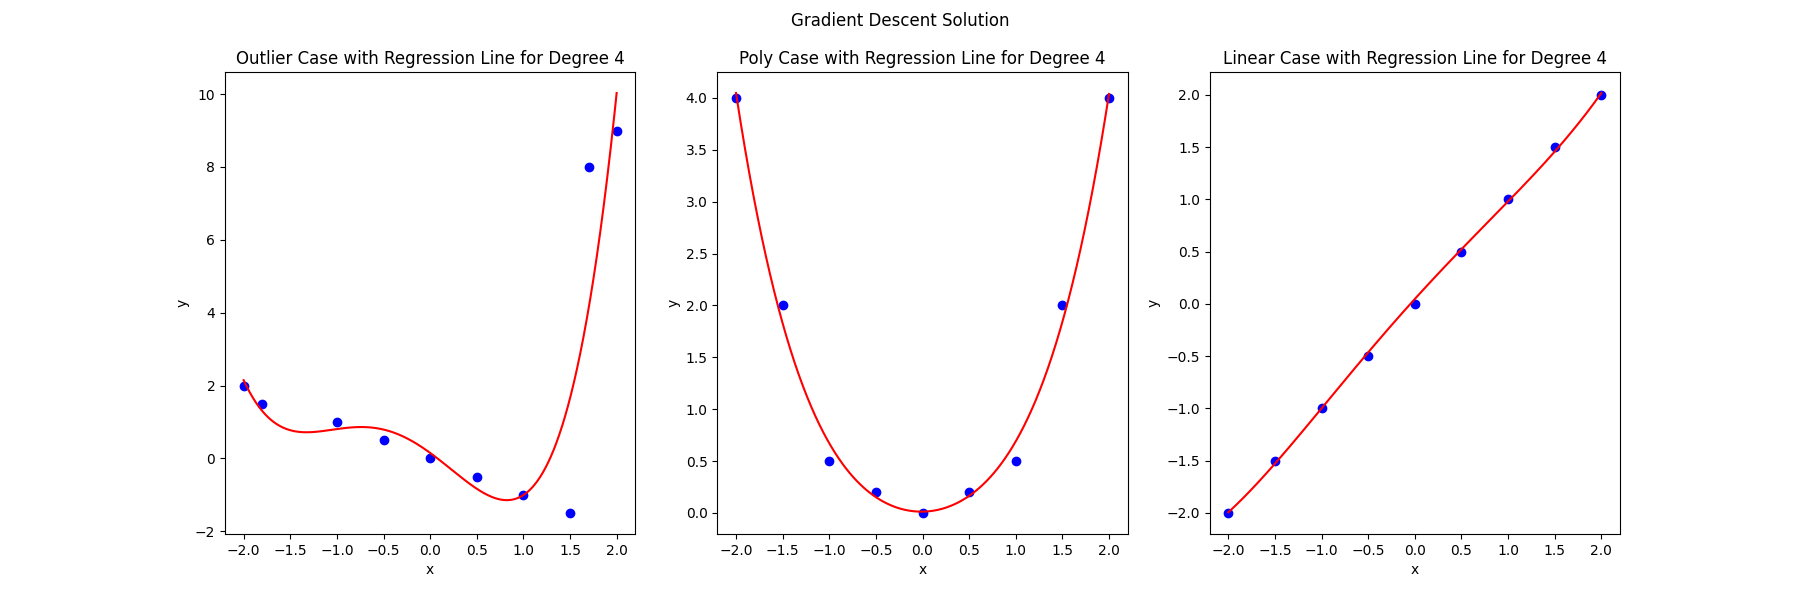 Gradient Descent Solution
Outlier Case with Regression Line for Degree 4
10
8
6
4
2
0
−2
y
−2.0 −1.5 −1.0 −0.5 0.0 0.5 1.0 1.5 2.0
x
Poly Case with Regression Line for Degree 4
4.0
3.5
3.0
2.5
2.0
1.5
1.0
0.5
0.0
y
−2.0 −1.5 −1.0 −0.5 0.0 0.5 1.0 1.5 2.0
x
Linear Case with Regression Line for Degree 4
2.0
1.5
1.0
0.5
0.0
−0.5
−1.0
−1.5
−2.0
y
−2.0 −1.5 −1.0 −0.5 0.0 0.5 1.0 1.5 2.0
x